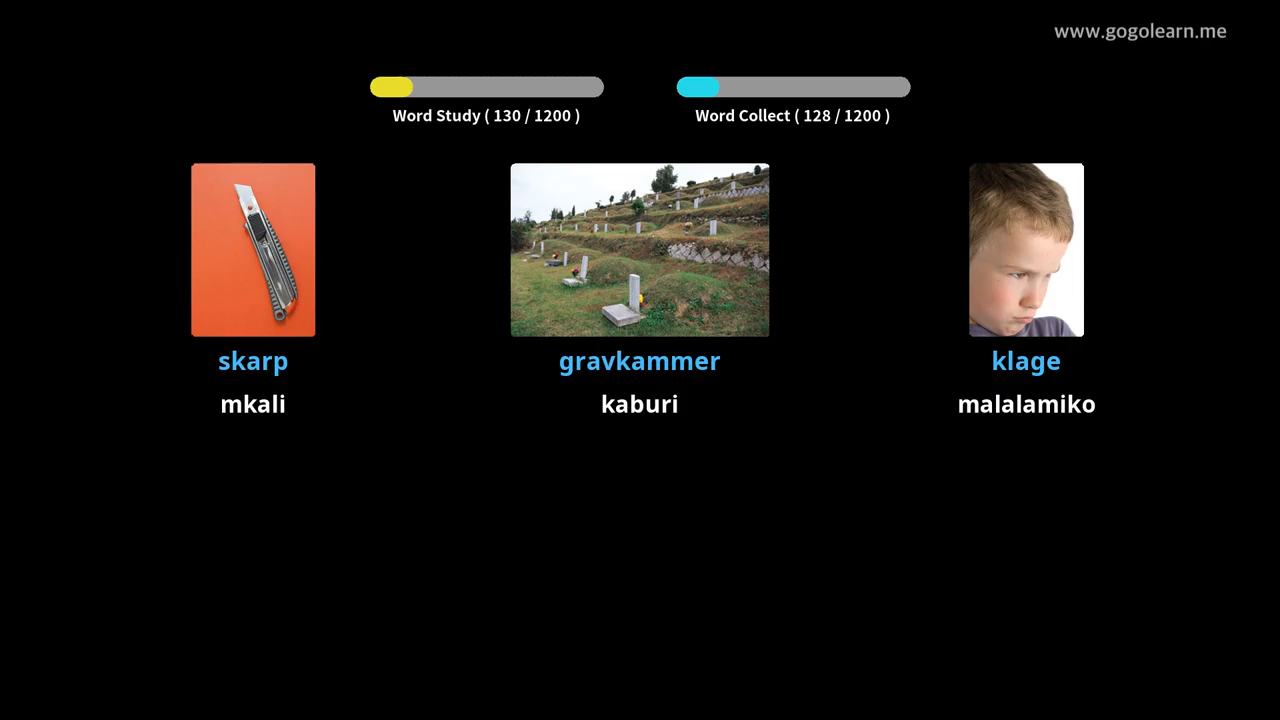 www.gogolearn.me
Word Study ( 130 / 1200 )
Word Collect ( 128 / 1200 )
skarp
gravkammer
klage
mkali
kaburi
malalamiko